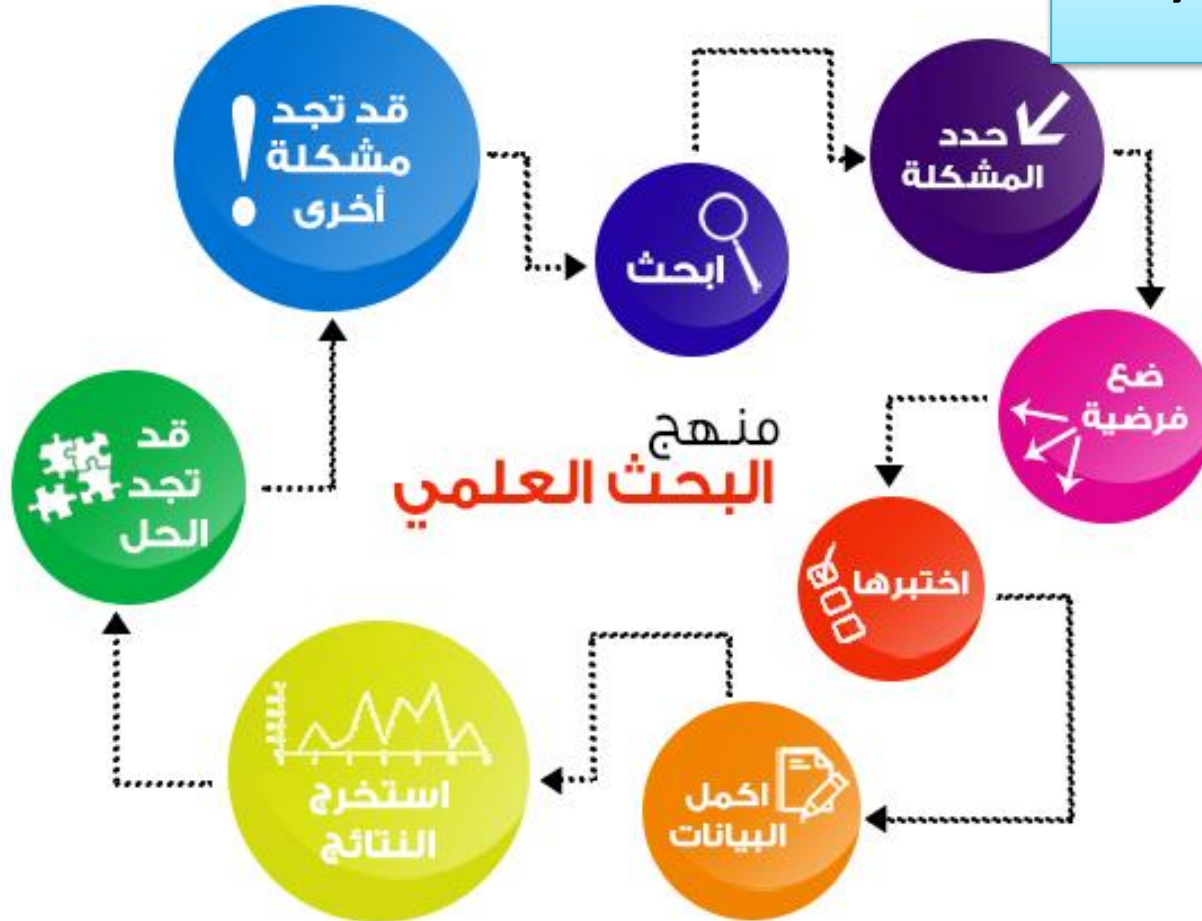 منهج
البحث العلمي
ابحث
حدد
المشكلة
ضع
فرضية
اختبرها
اكمل
البيانات
استخرج
النتائج
قد
تجد
الحل
قد تجد
مشكلة
أخرى
!